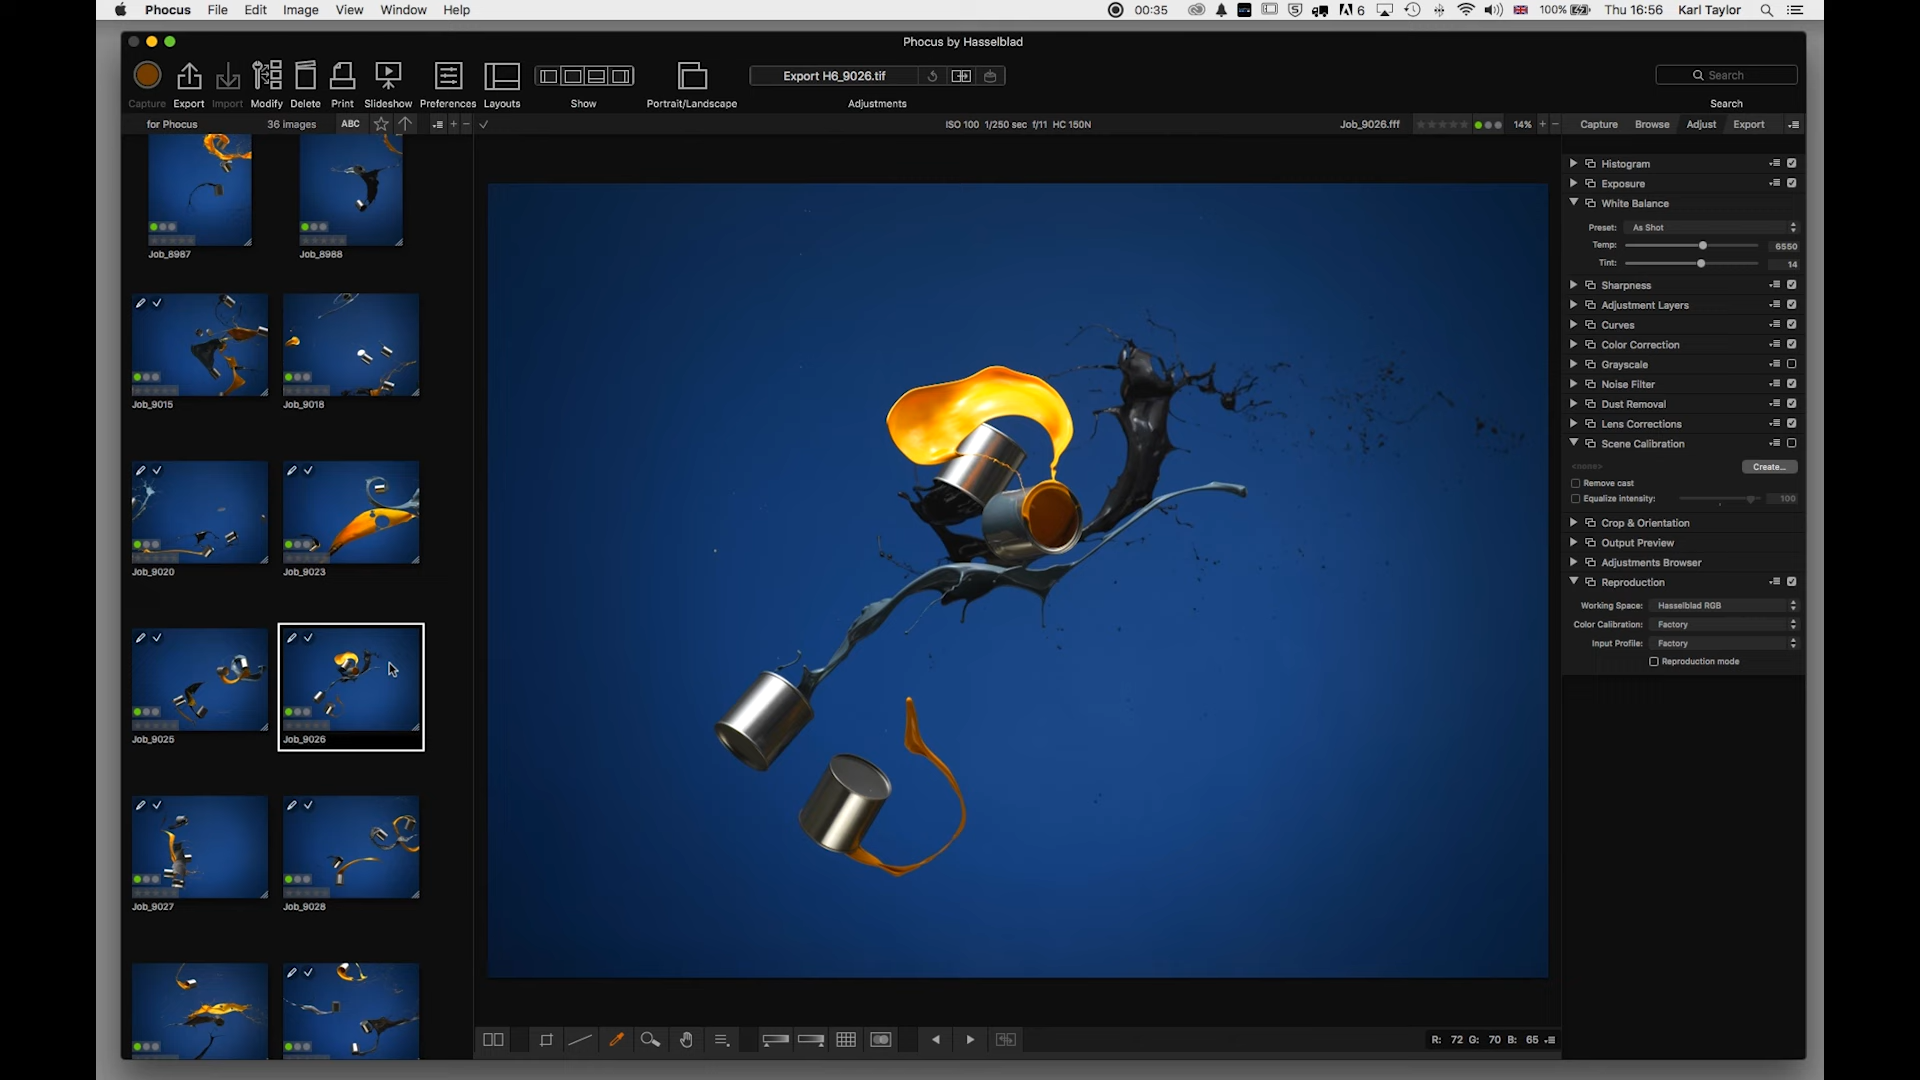 Phocus File Edit Image View Window Help 00:35 6 100% Thu 16:56 Karl Taylor
Phocus by Hasselblad
Export H6_9026.tif Search
Capture Export Import Modify Delete Print Slideshow Preferences Layouts Show Portrait/Landscape Adjustments Search
for Phocus 36 images ABC ISO 100 1/250 sec f/11 HC 150N Job_9026.fff 14% Capture Browse Adjust Export
Histogram
Exposure
White Balance
Preset: As Shot
Temp: 6550
Tint: 14
Sharpness
Adjustment Layers
Curves
Color Correction
Grayscale
Noise Filter
Dust Removal
Lens Corrections
Scene Calibration
<none> Create...
Remove cast
Equalize intensity: 100
Crop & Orientation
Output Preview
Adjustments Browser
Reproduction
Working Space: Hasselblad RGB
Color Calibration: Factory
Input Profile: Factory
Reproduction mode
Job_8987 Job_8988
Job_9015 Job_9018
Job_9020 Job_9023
Job_9025 Job_9026
Job_9027 Job_9028
R: 72 G: 70 B: 65